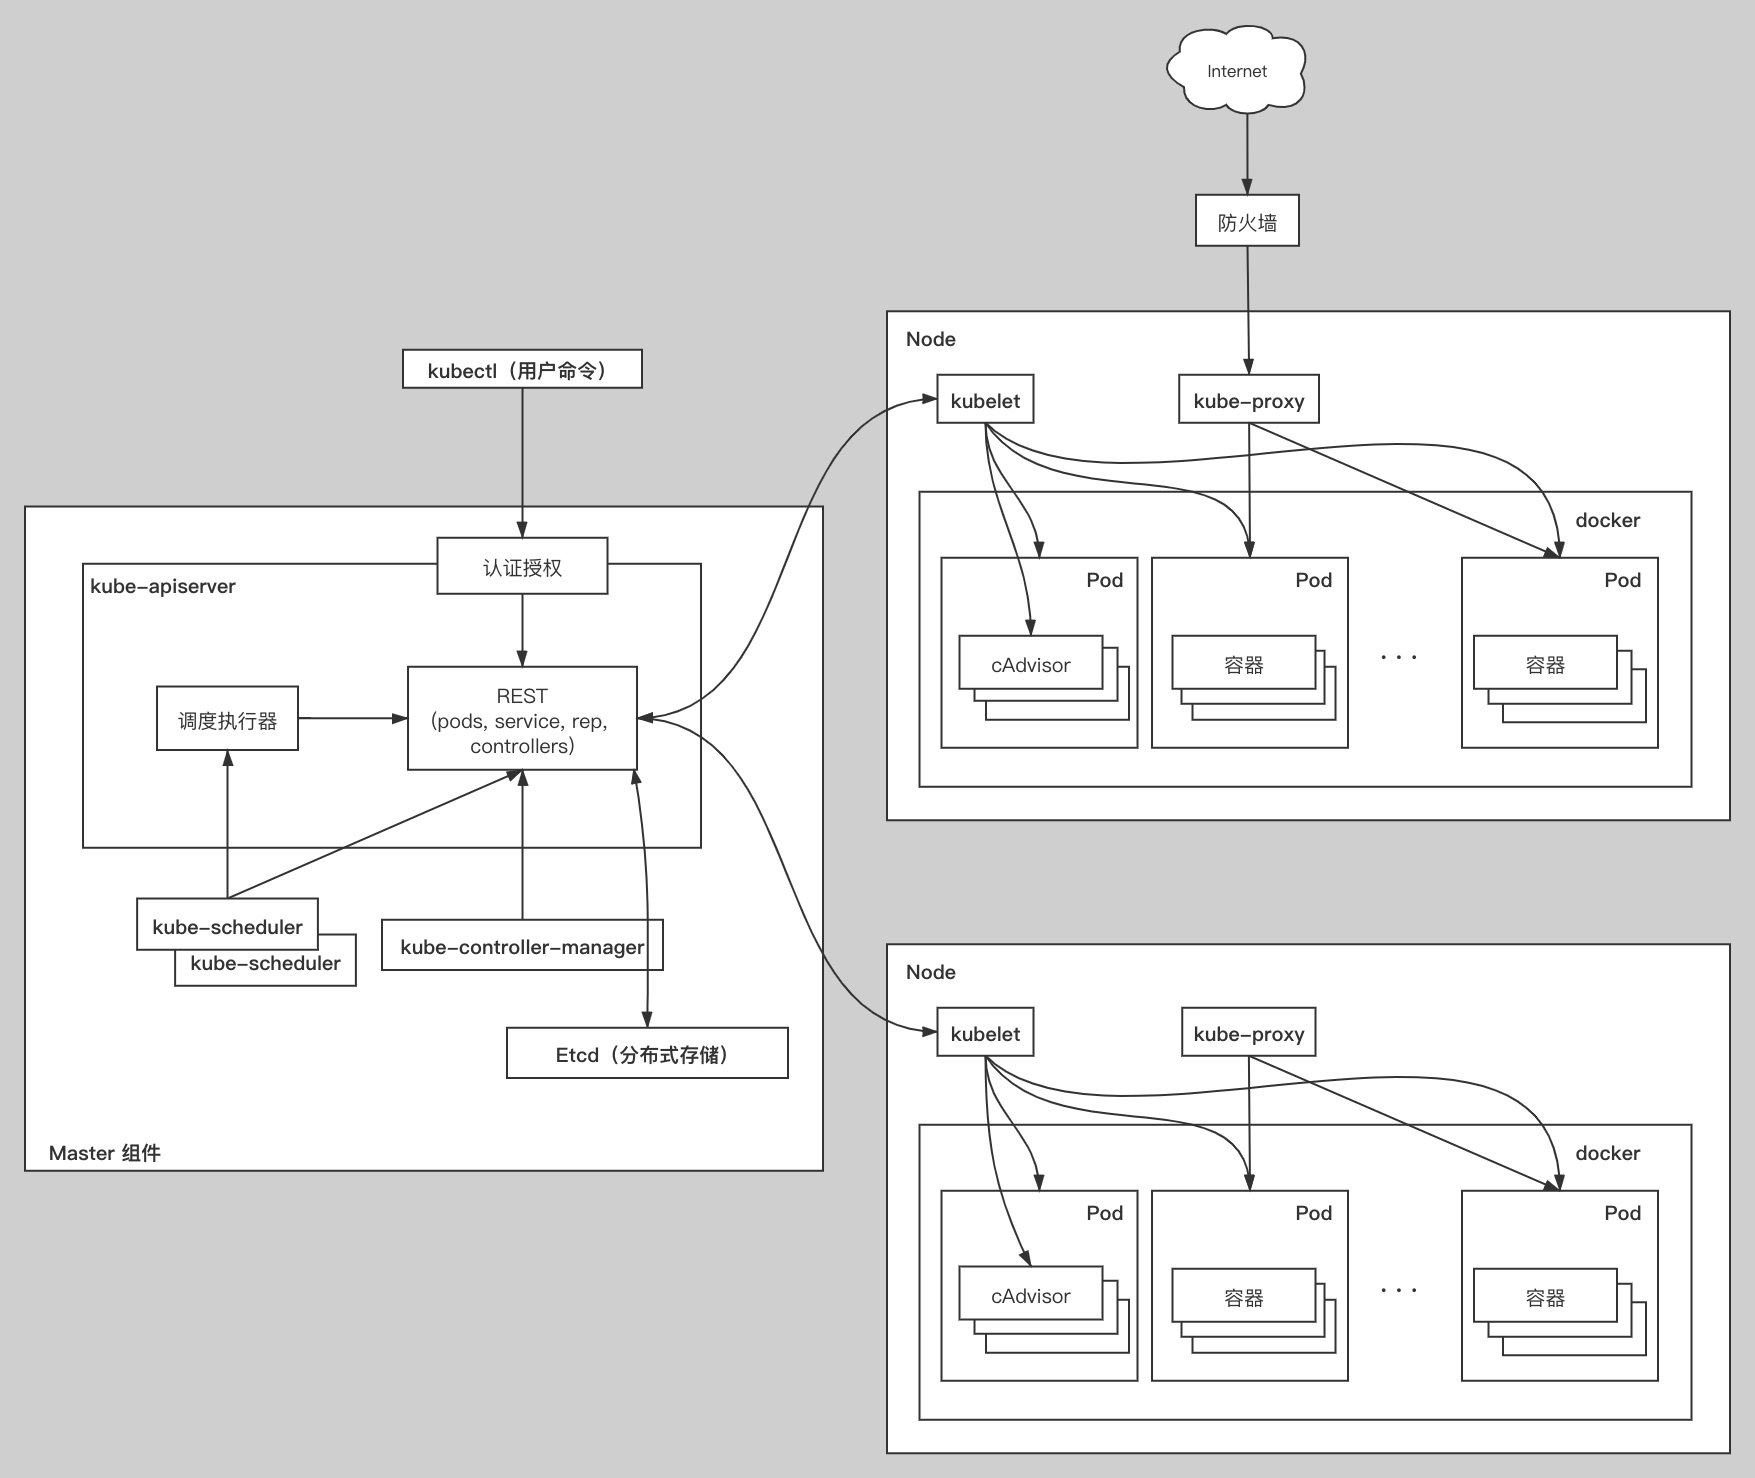 Internet
防火墙
kubectl（用户命令）
认证授权
kube-apiserver
REST
(pods, service, rep,
controllers)
调度执行器
kube-scheduler
kube-scheduler
kube-controller-manager
Etcd（分布式存储）
Master 组件
Node
kubelet
kube-proxy
docker
Pod
Pod
Pod
cAdvisor
容器
. . .
容器
Node
kubelet
kube-proxy
docker
Pod
Pod
Pod
cAdvisor
容器
. . .
容器